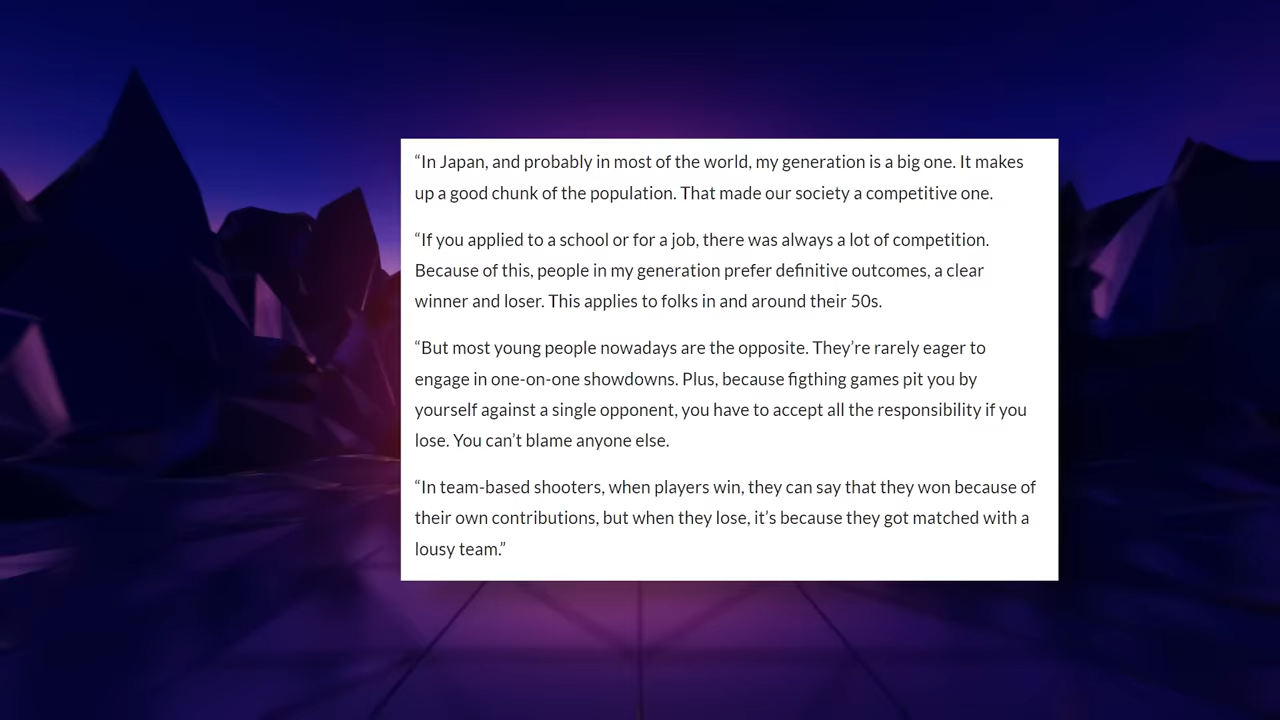 “In Japan, and probably in most of the world, my generation is a big one. It makes
up a good chunk of the population. That made our society a competitive one.
“If you applied to a school or for a job, there was always a lot of competition.
Because of this, people in my generation prefer definitive outcomes, a clear
winner and loser. This applies to folks in and around their 50s.
“But most young people nowadays are the opposite. They’re rarely eager to
engage in one-on-one showdowns. Plus, because figthing games pit you by
yourself against a single opponent, you have to accept all the responsibility if you
lose. You can’t blame anyone else.
“In team-based shooters, when players win, they can say that they won because of
their own contributions, but when they lose, it’s because they got matched with a
lousy team.”